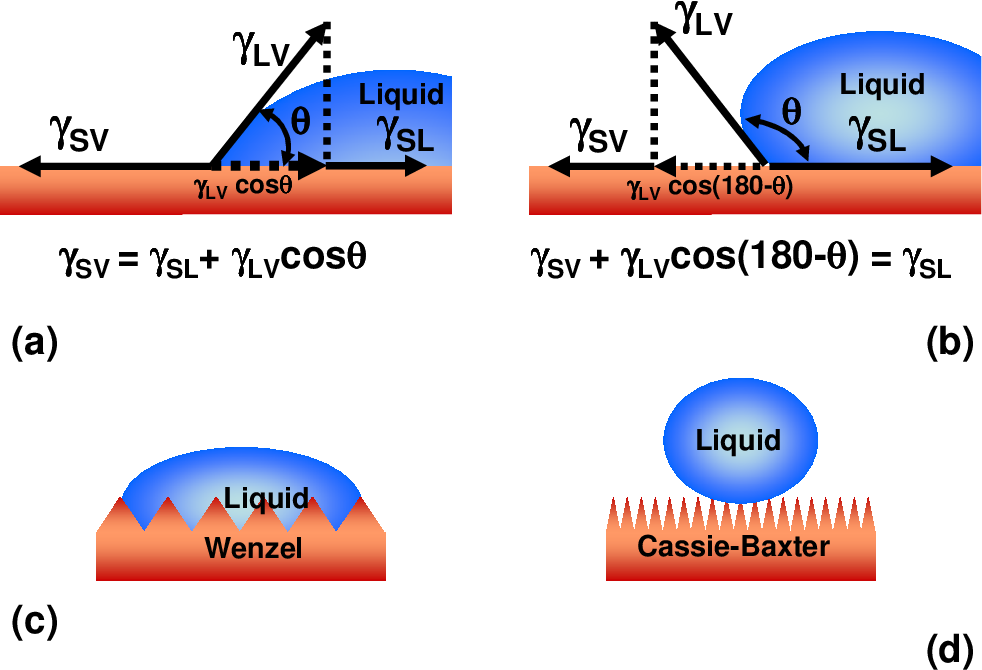 γLV
Liquid
θ
γSV
γSL
γLV cosθ
γSV = γSL+ γLVcosθ
(a)
γLV
Liquid
θ
γSV
γSL
γLV cos(180-θ)
γSV + γLVcos(180-θ) = γSL
(b)
Liquid
Wenzel
(c)
Liquid
Cassie-Baxter
(d)